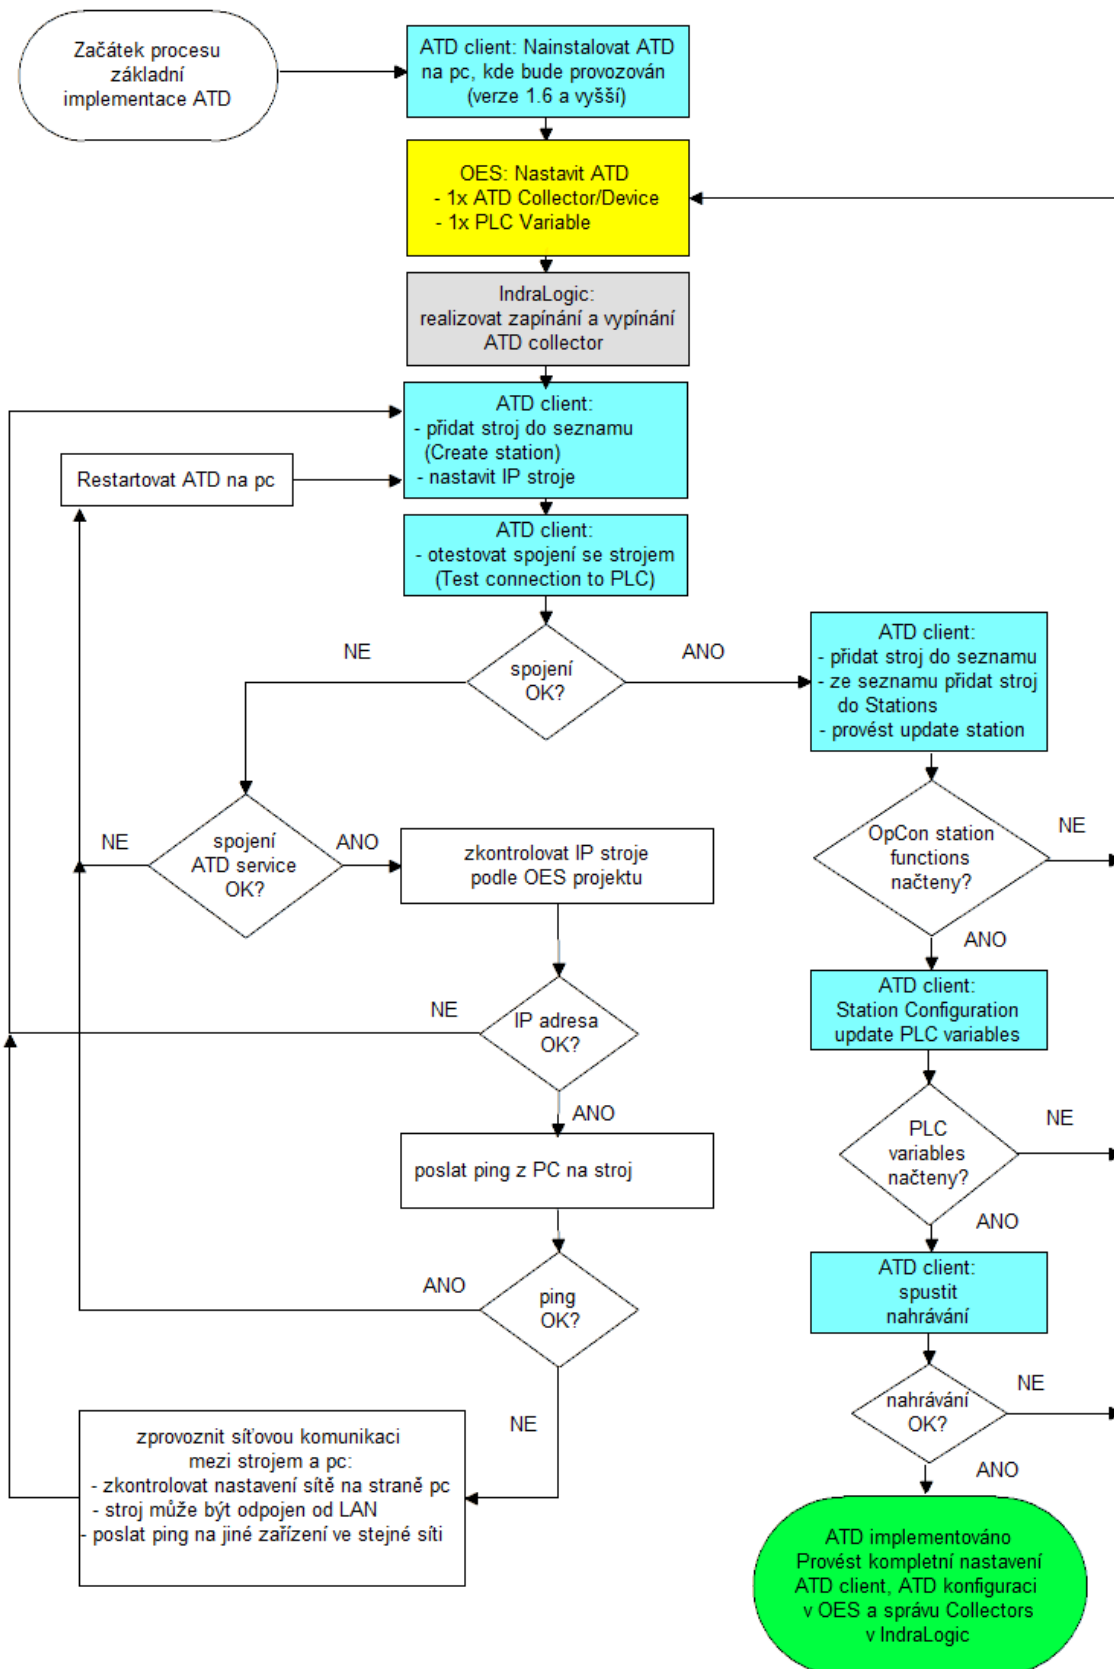 Začátek procesu
základní
implementace ATD
ATD client: Nainstalovat ATD
na pc, kde bude provozován
(verze 1.6 a vyšší)
OES: Nastavit ATD
- 1x ATD Collector/Device
- 1x PLC Variable
IndraLogic:
realizovat zapínání a vypínání
ATD collector
ATD client:
- přidat stroj do seznamu
(Create station)
- nastavit IP stroje
Restartovat ATD na pc
ATD client:
- otestovat spojení se strojem
(Test connection to PLC)
NE
spojení
OK?
ANO
ATD client:
- přidat stroj do seznamu
- ze seznamu přidat stroj
do Stations
- provést update station
NE
spojení
ATD service
OK?
ANO
zkontrolovat IP stroje
podle OES projektu
OpCon station
functions
načteny?
NE
ANO
NE
IP adresa
OK?
ANO
ATD client:
Station Configuration
update PLC variables
PLC
variables
načteny?
NE
ANO
poslat ping z PC na stroj
ANO
ping
OK?
NE
ATD client:
spustit
nahrávání
nahrávání
OK?
NE
ANO
zprovoznit síťovou komunikaci
mezi strojem a pc:
- zkontrolovat nastavení sítě na straně pc
- stroj může být odpojen od LAN
- poslat ping na jiné zařízení ve stejné síti
ATD implementováno
Provést kompletní nastavení
ATD client, ATD konfiguraci
v OES a správu Collectors
v IndraLogic